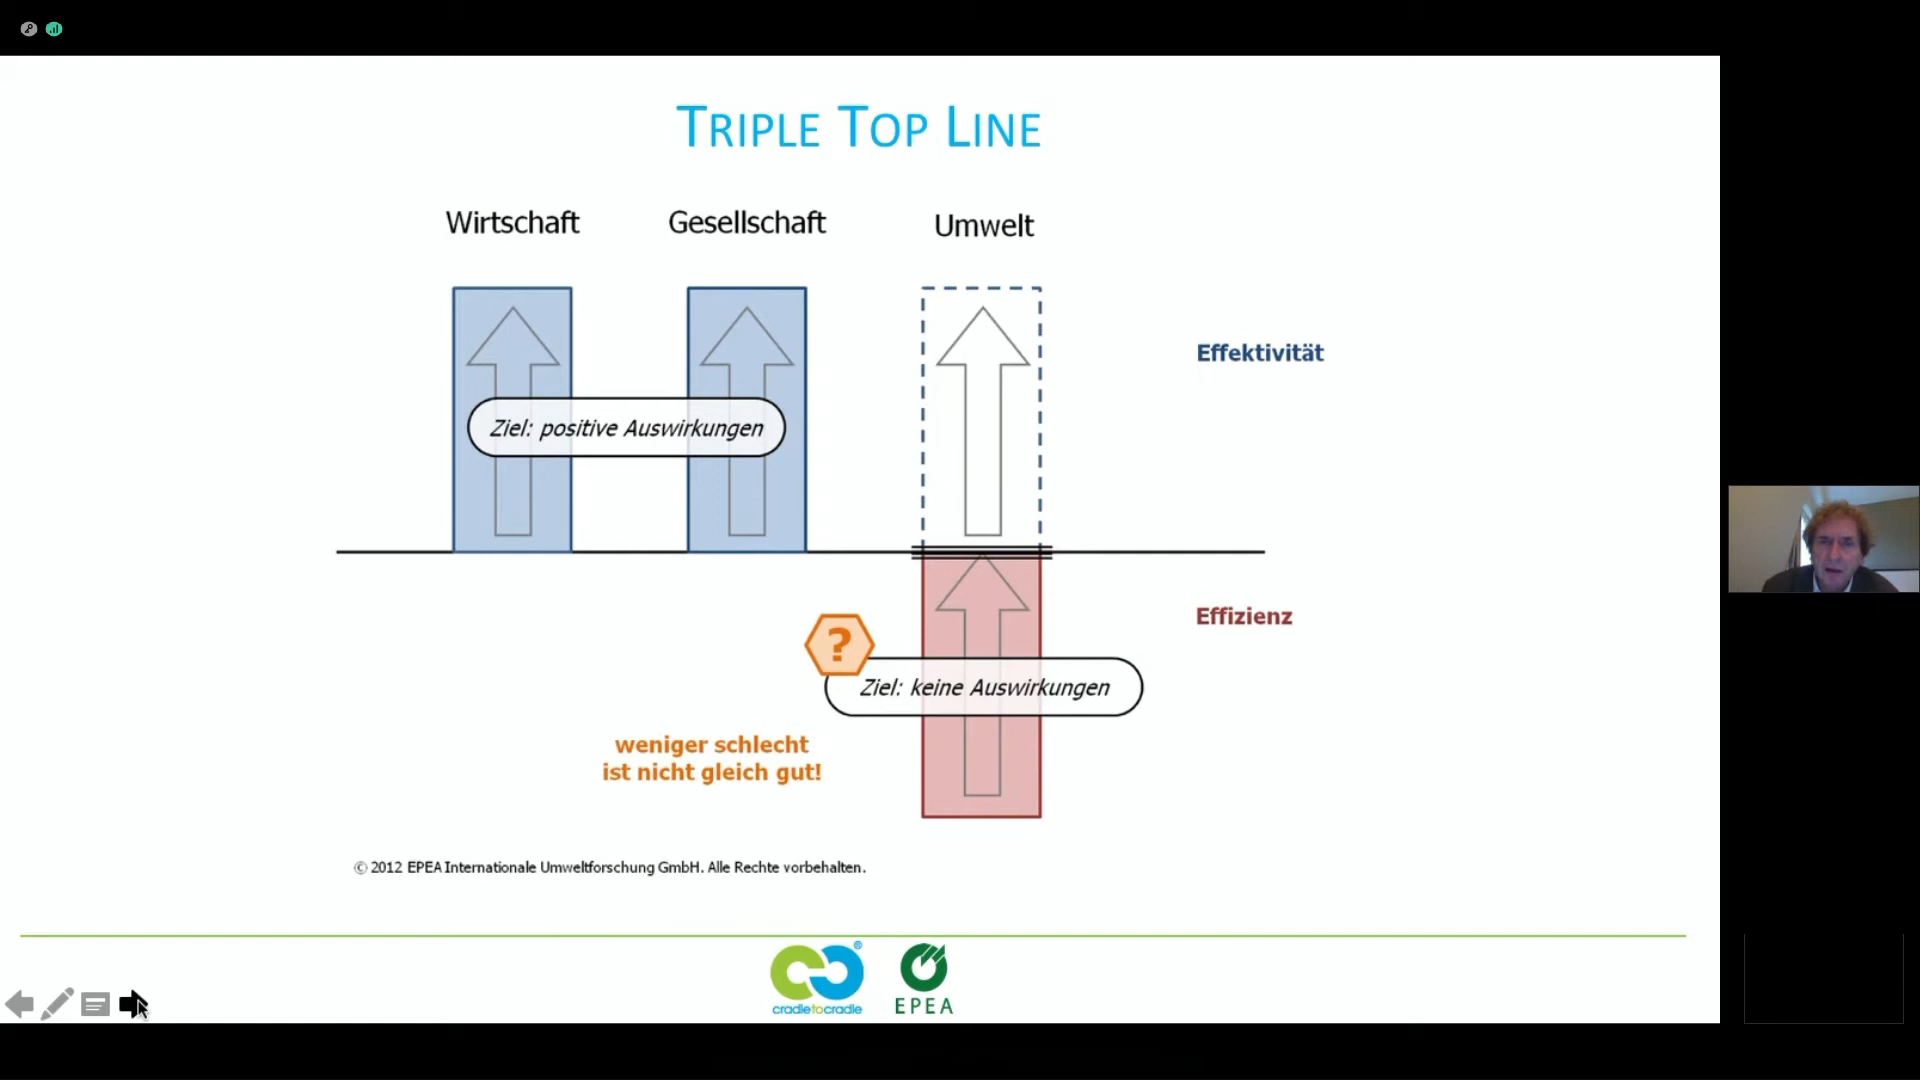 TRIPLE TOP LINE
Wirtschaft
Gesellschaft
Umwelt
Effektivität
Ziel: positive Auswirkungen
Effizienz
?
Ziel: keine Auswirkungen
weniger schlecht
ist nicht gleich gut!
© 2012 EPEA Internationale Umweltforschung GmbH. Alle Rechte vorbehalten.
®
cradletocradle
EPEA